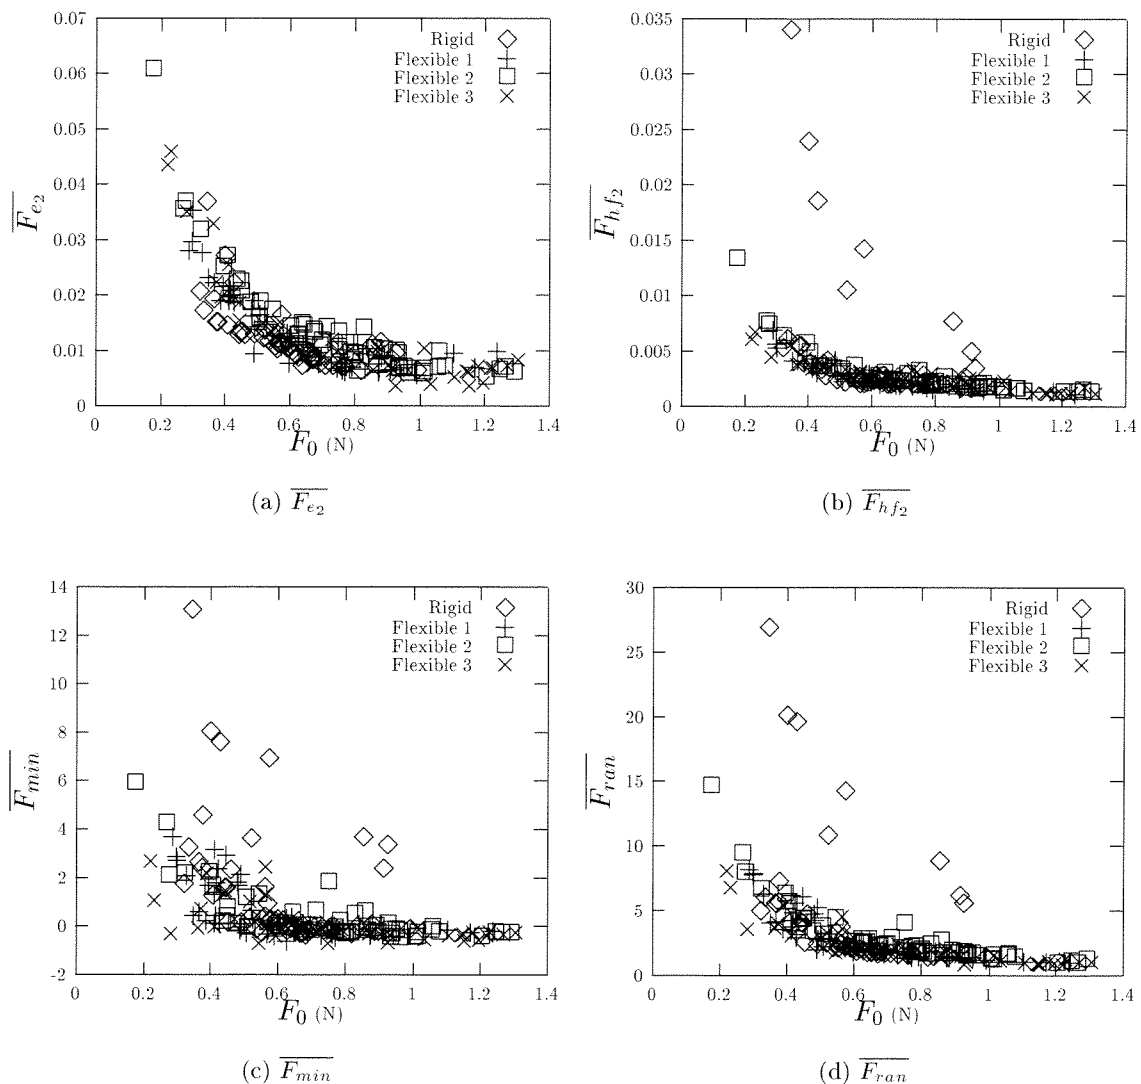 0.07
0.06
0.05
0.04
0.03
0.02
0.01
0
0 0.2 0.4 0.6 0.8 1 1.2 1.4
Rigid
Flexible 1
Flexible 2
Flexible 3
F_{e_2}
F_0 (N)
(a) F_{e_2}
0.035
0.03
0.025
0.02
0.015
0.01
0.005
0
0 0.2 0.4 0.6 0.8 1 1.2 1.4
Rigid
Flexible 1
Flexible 2
Flexible 3
F_{hf_2}
F_0 (N)
(b) F_{hf_2}
14
12
10
8
6
4
2
0
-2
0 0.2 0.4 0.6 0.8 1 1.2 1.4
Rigid
Flexible 1
Flexible 2
Flexible 3
F_{min}
F_0 (N)
(c) F_{min}
30
25
20
15
10
5
0
0 0.2 0.4 0.6 0.8 1 1.2 1.4
Rigid
Flexible 1
Flexible 2
Flexible 3
F_{ran}
F_0 (N)
(d) F_{ran}